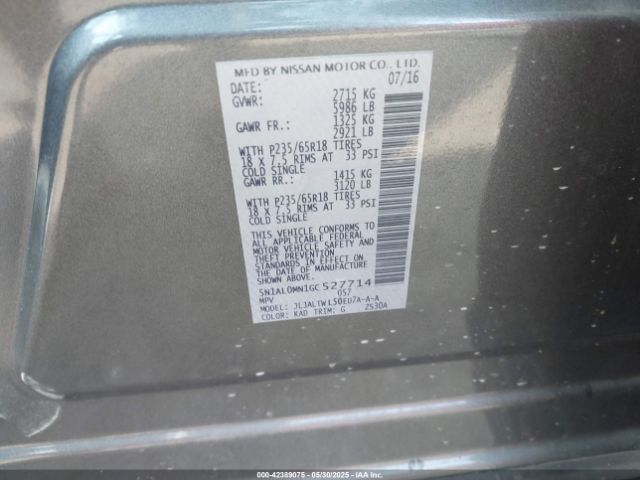 MFD BY NISSAN MOTOR CO., LTD.
DATE: 07/16
GVWR: 2715 KG
5986 LB
GAWR FR.: 1325 KG
2921 LB
WITH P235/65R18 TIRES
18 X 7.5 RIMS AT 33 PSI
COLD SINGLE
GAWR RR.: 1415 KG
3120 LB
WITH P235/65R18 TIRES
18 X 7.5 RIMS AT 33 PSI
COLD SINGLE
THIS VEHICLE CONFORMS TO
ALL APPLICABLE FEDERAL
MOTOR VEHICLE SAFETY AND
THEFT PREVENTION
STANDARDS IN EFFECT ON
THE DATE OF MANUFACTURE
SHOWN ABOVE.
5N1AL0MN1GC527714
MPV 057
MODEL: JLJALTWL50EU7A-A-A
COLOR: KAD TRIM: G ZS3DA
000-42389075 - 05/30/2025 - IAAI.COM